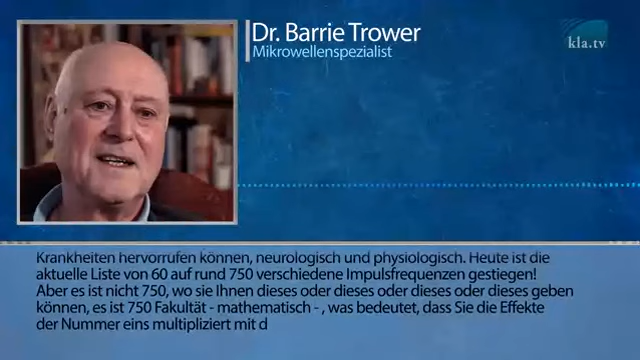 Dr. Barrie Trower
Mikrowellenspezialist
kla.tv
Krankheiten hervorrufen können, neurologisch und physiologisch. Heute ist die
aktuelle Liste von 60 auf rund 750 verschiedene Impulsfrequenzen gestiegen!
Aber es ist nicht 750, wo sie Ihnen dieses oder dieses oder dieses oder dieses geben
können, es ist 750 Fakultät - mathematisch - , was bedeutet, dass Sie die Effekte
der Nummer eins multipliziert mit d